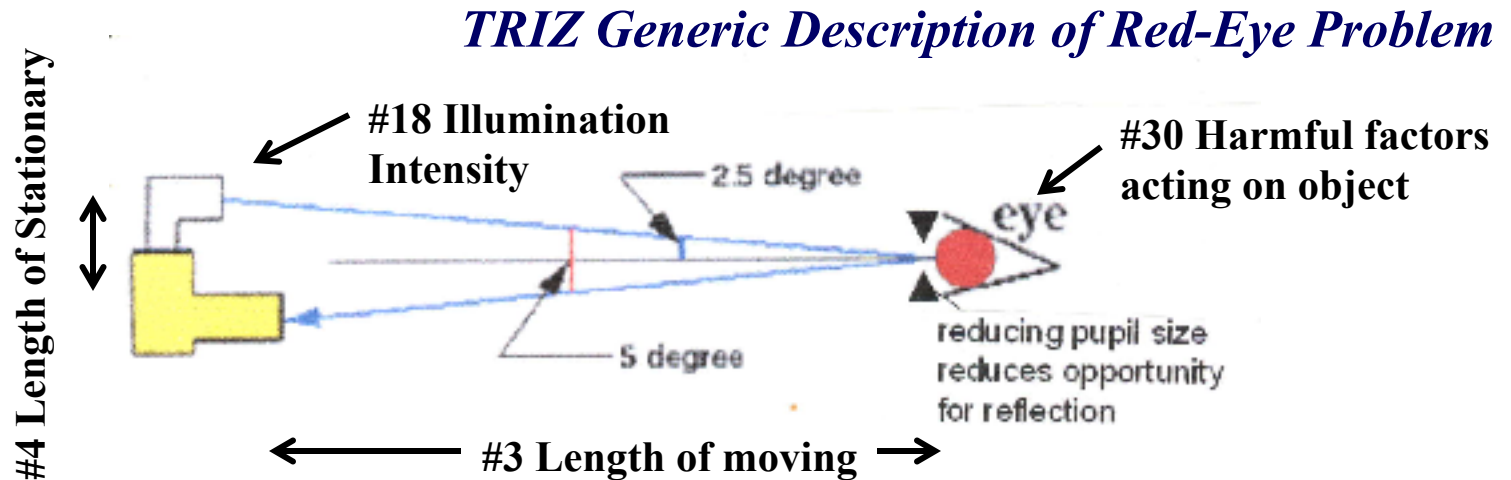 TRIZ Generic Description of Red-Eye Problem
#4 Length of Stationary
#18 Illumination
Intensity
2.5 degree
#30 Harmful factors
acting on object
eye
5 degree
reducing pupil size
reduces opportunity
for reflection
#3 Length of moving